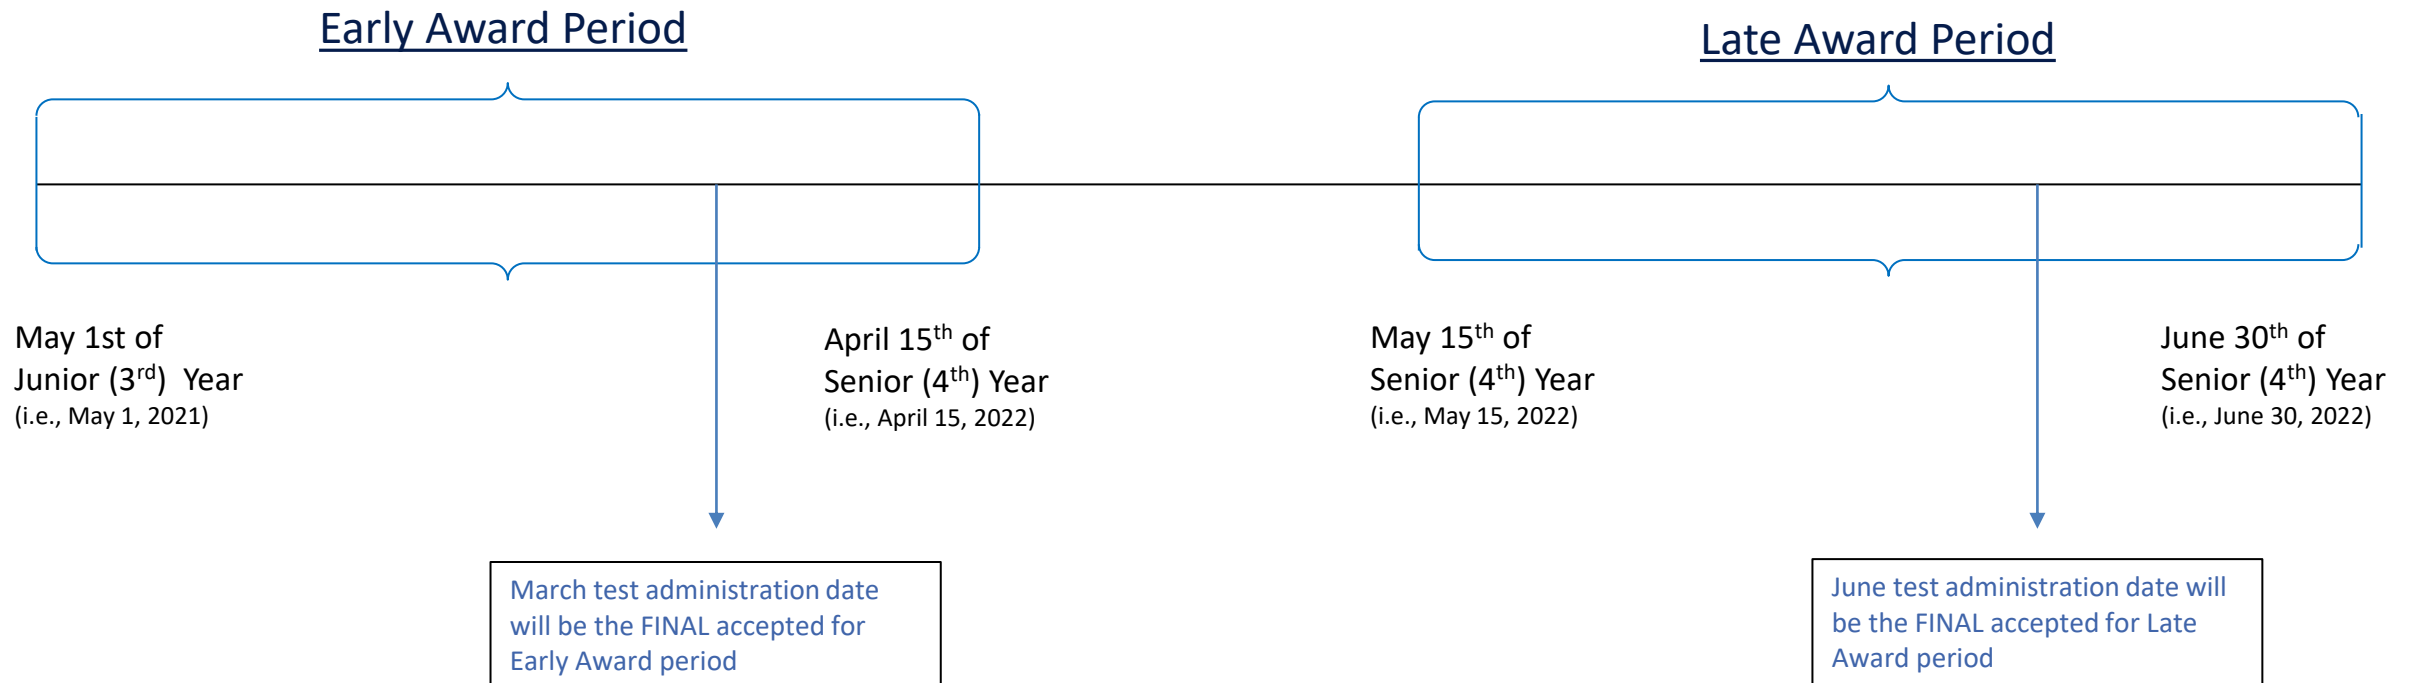 Early Award Period
Late Award Period
May 1st of
Junior (3rd)  Year
(i.e., May 1, 2021)
April 15th of
Senior (4th) Year
(i.e., April 15, 2022)
May 15th of
Senior (4th) Year
(i.e., May 15, 2022)
June 30th of
Senior (4th) Year
(i.e., June 30, 2022)
March test administration date
will be the FINAL accepted for
Early Award period
June test administration date will
be the FINAL accepted for Late
Award period